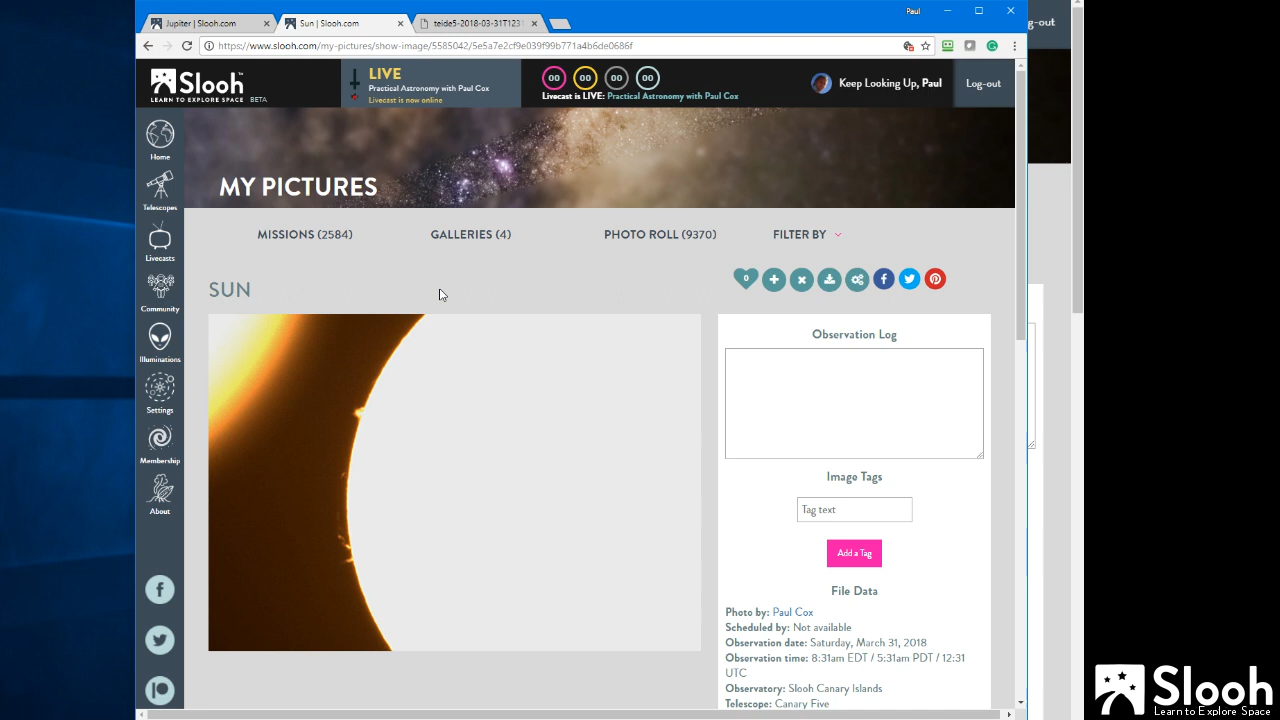 Paul
Jupiter | Slooh.com
Sun | Slooh.com
teide5-2018-03-31T123
https://www.slooh.com/my-pictures/show-image/5585042/5e5a7e2cf9e039f99b771a4b6de0686f
g-out
Slooh
LEARN TO EXPLORE SPACE BETA
LIVE
Practical Astronomy with Paul Cox
Livecast is now online
00 00 00 00
Livecast is LIVE: Practical Astronomy with Paul Cox
Keep Looking Up, Paul
Log-out
Home
Telescopes
Livecasts
Community
Illuminations
Settings
Membership
About
MY PICTURES
MISSIONS (2584)
GALLERIES (4)
PHOTO ROLL (9370)
FILTER BY
SUN
0
Observation Log
Image Tags
Tag text
Add a Tag
File Data
Photo by: Paul Cox
Scheduled by: Not available
Observation date: Saturday, March 31, 2018
Observation time: 8:31am EDT / 5:31am PDT / 12:31
UTC
Observatory: Slooh Canary Islands
Telescope: Canary Five
Slooh
Learn to Explore Space